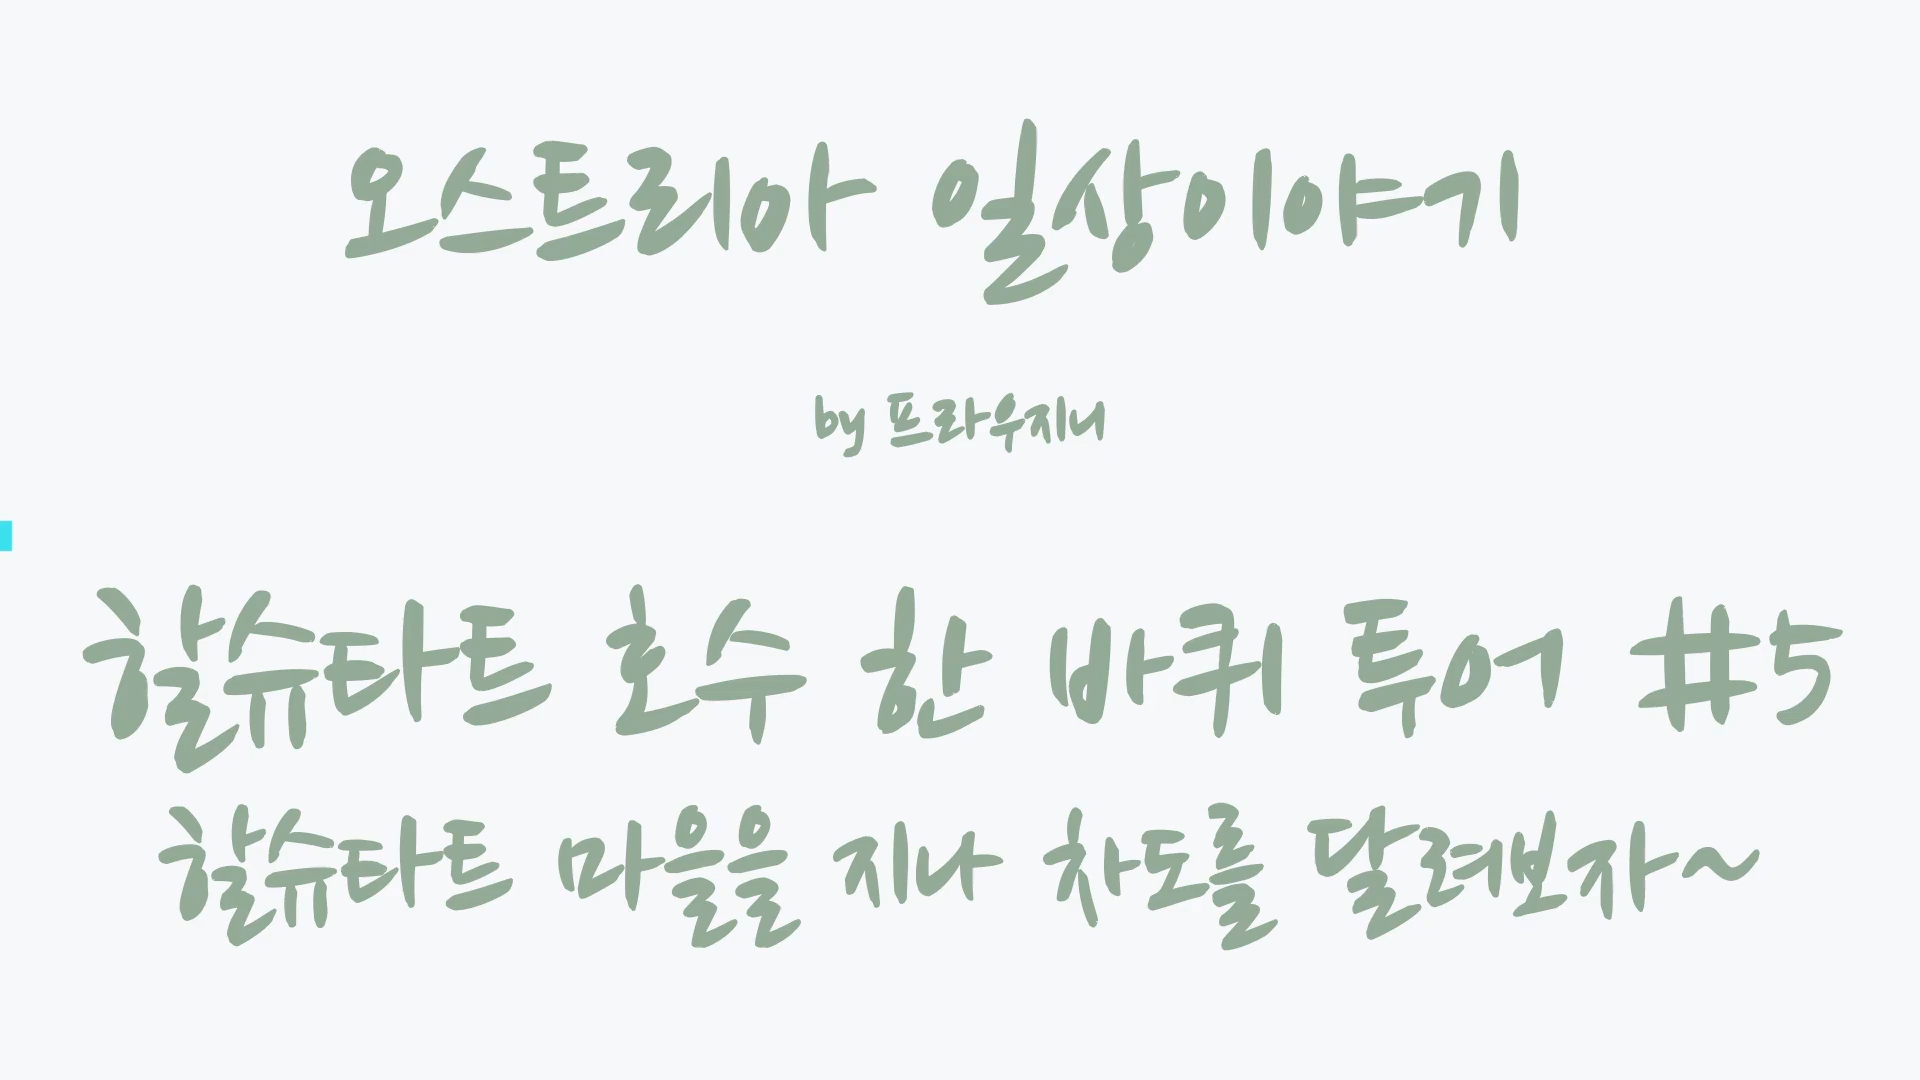 오스트리아 일상이야기
by 프라우지니
할슈타트 호수 한 바퀴 투어 #5
할슈타트 마을을 지나 차도를 달려보자~